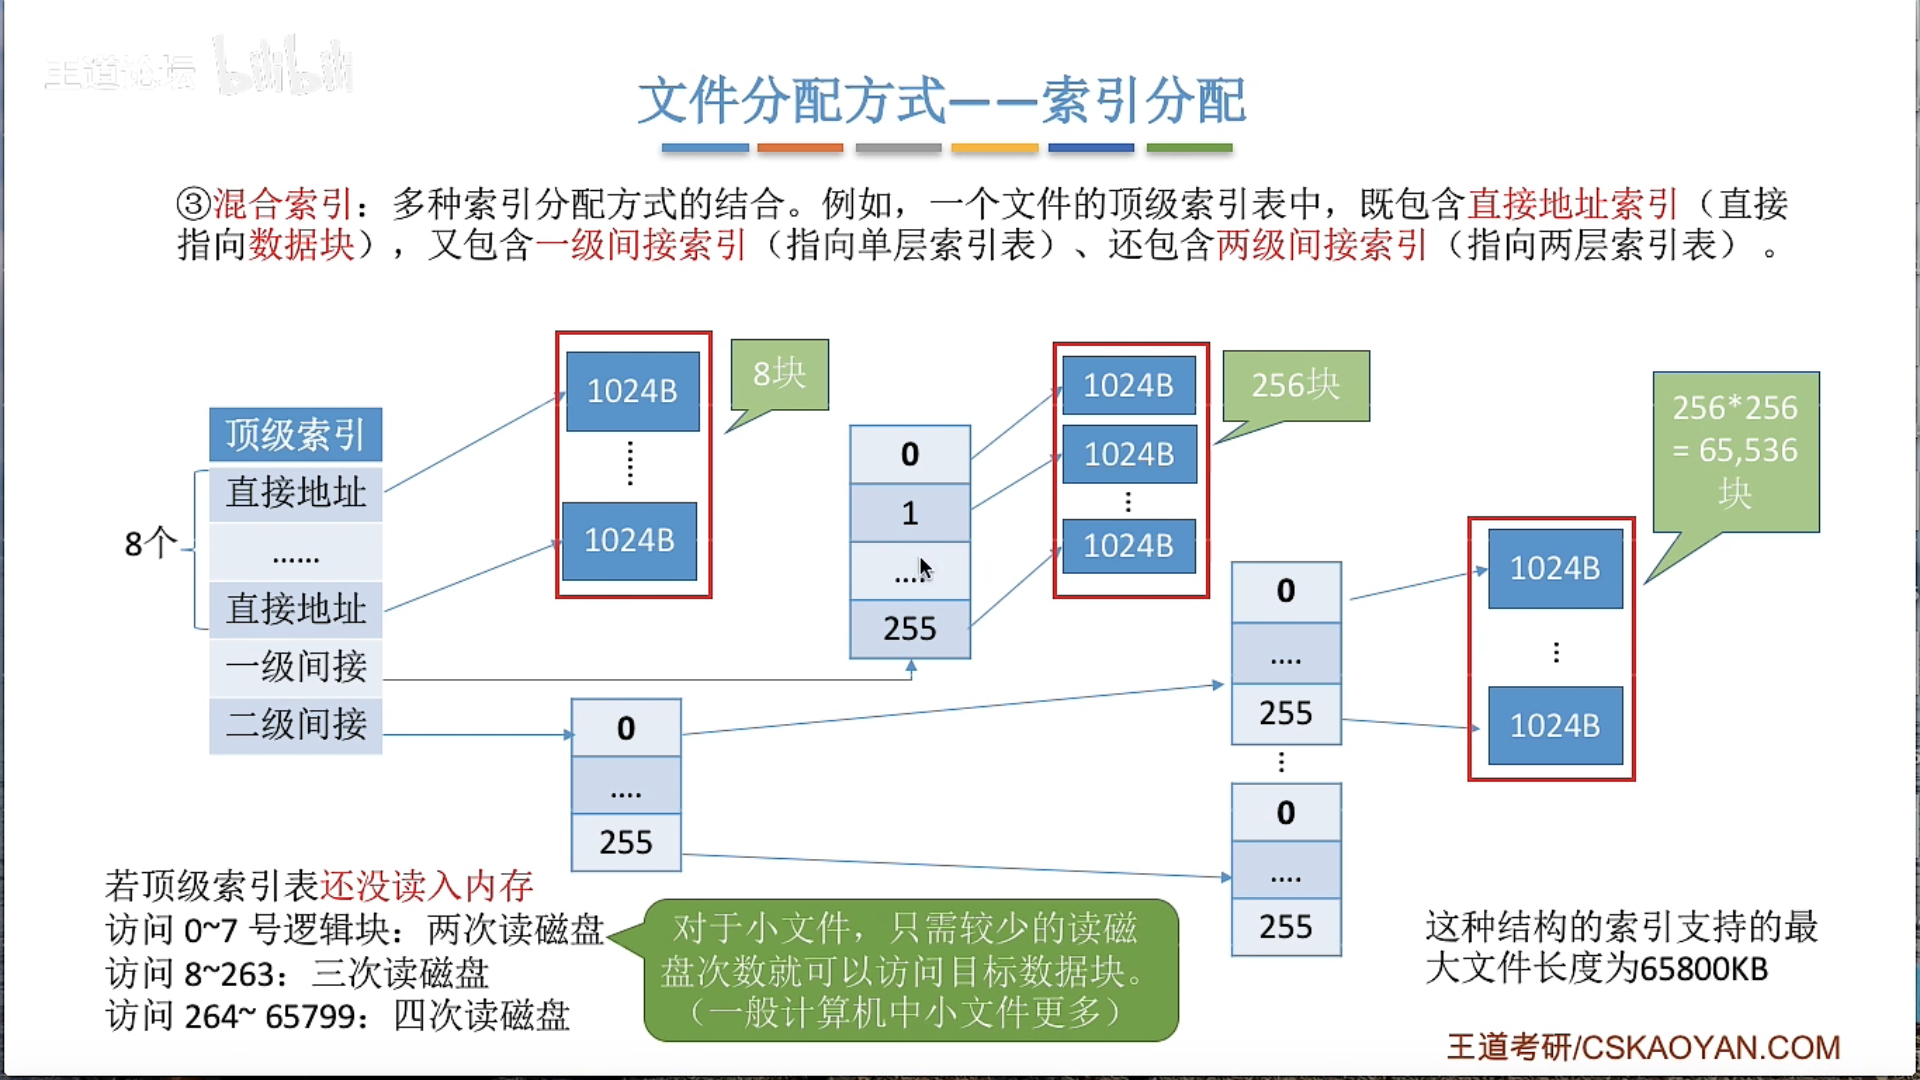 王道论坛 bilibili
文件分配方式——索引分配
③混合索引：多种索引分配方式的结合。例如，一个文件的顶级索引表中，既包含直接地址索引（直接
指向数据块），又包含一级间接索引（指向单层索引表）、还包含两级间接索引（指向两层索引表）。
顶级索引
直接地址
......
直接地址
一级间接
二级间接
8个
1024B
1024B
8块
0
1
....
255
1024B
1024B
1024B
256块
0
....
255
0
....
255
0
....
255
1024B
1024B
256*256
= 65,536
块
若顶级索引表还没读入内存
访问 0~7 号逻辑块：两次读磁盘
访问 8~263：三次读磁盘
访问 264~ 65799：四次读磁盘
对于小文件，只需较少的读磁
盘次数就可以访问目标数据块。
（一般计算机中小文件更多）
这种结构的索引支持的最
大文件长度为65800KB
王道考研/CSKAOYAN.COM